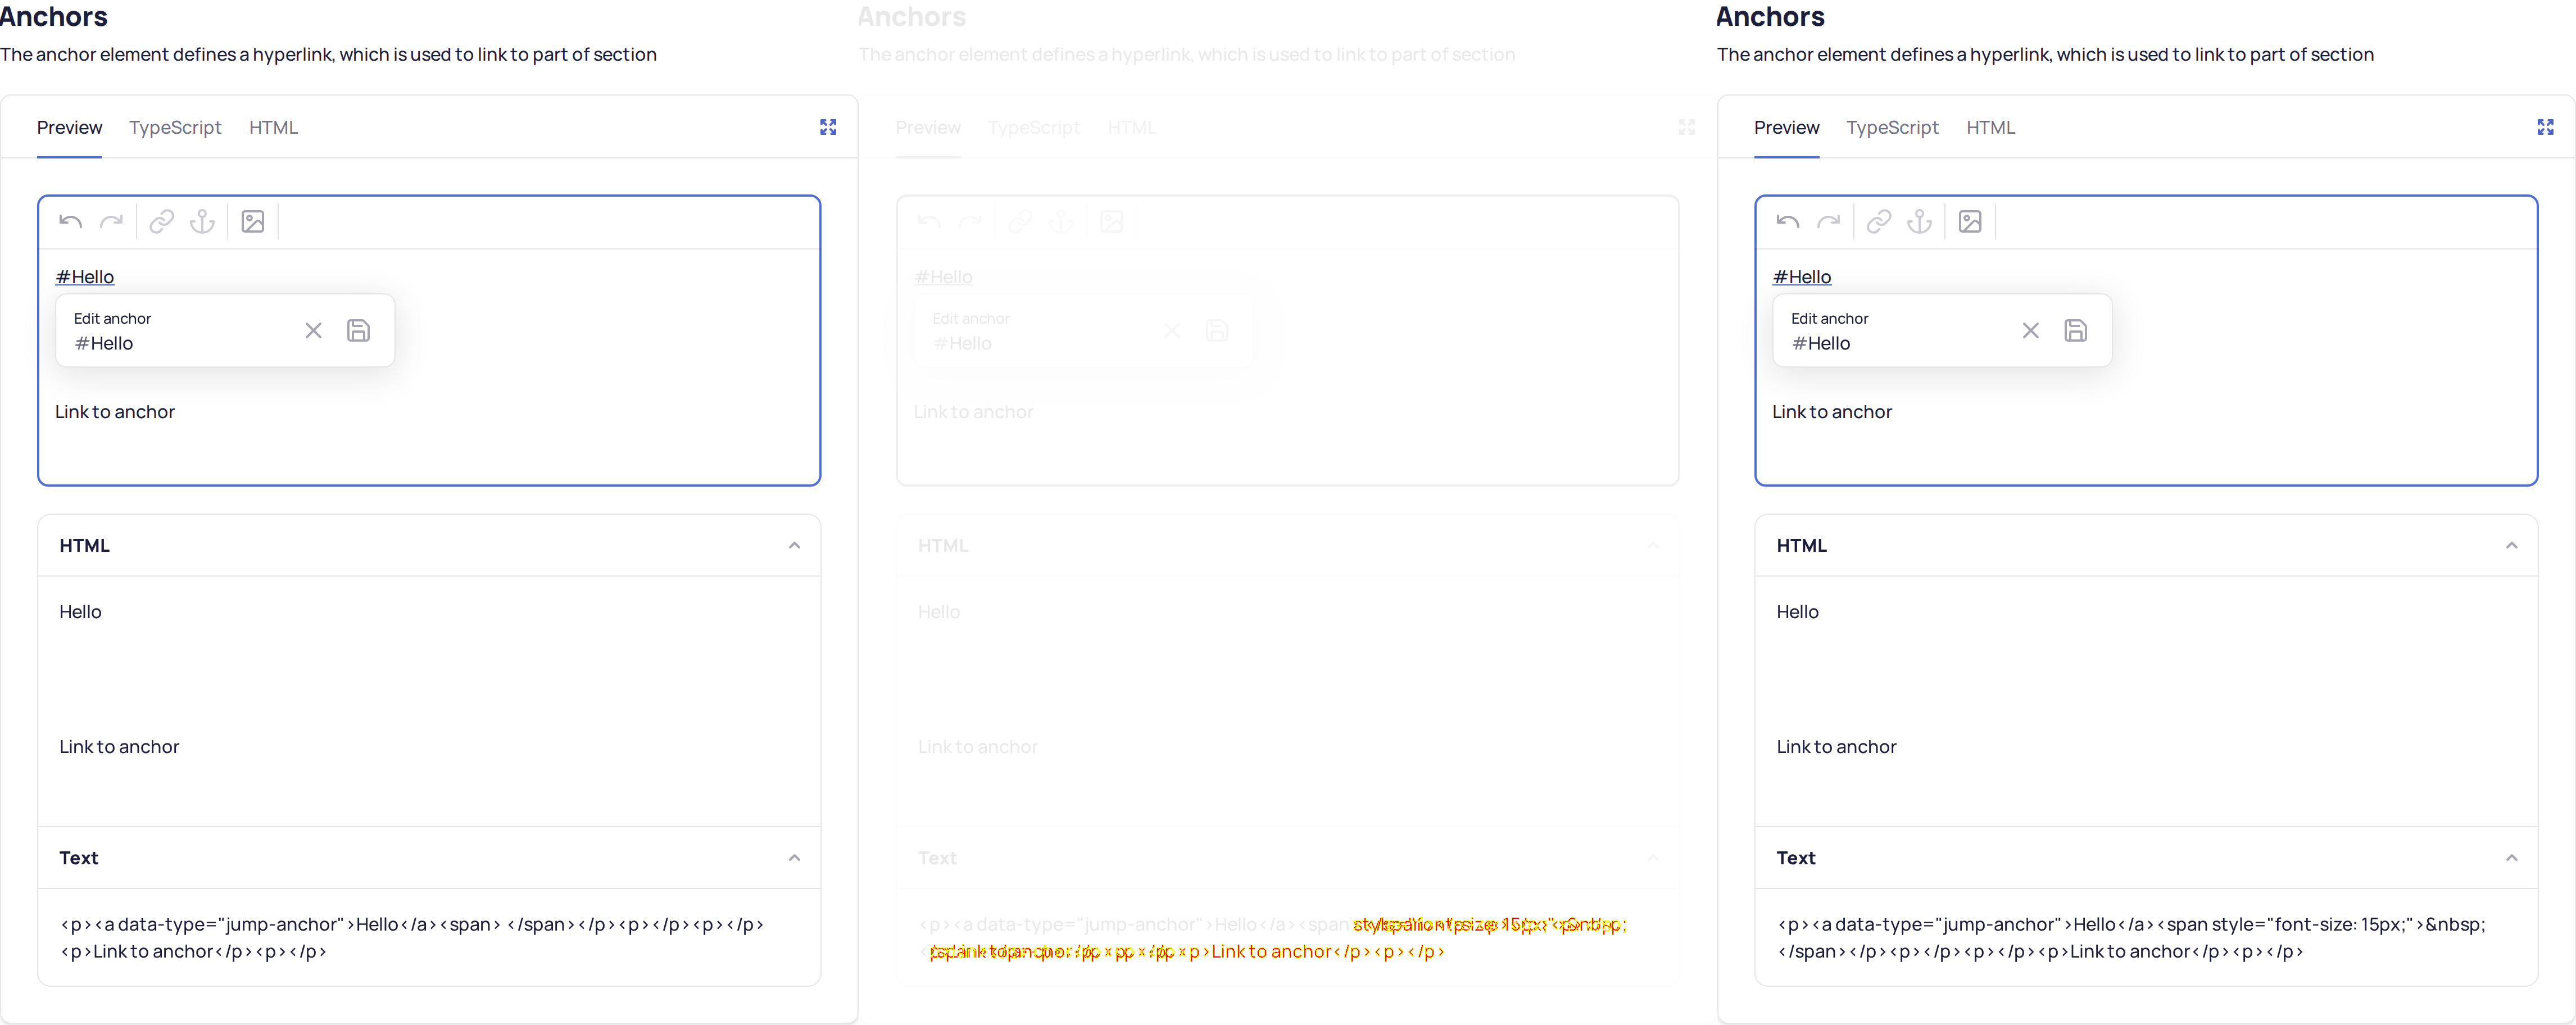 Anchors
The anchor element defines a hyperlink, which is used to link to part of section
Preview TypeScript HTML
#Hello
Edit anchor
#Hello
Link to anchor
HTML
Hello
Link to anchor
Text
<p><a data-type="jump-anchor">Hello</a><span> </span></p><p></p><p></p>
<p>Link to anchor</p><p></p>
Anchors
The anchor element defines a hyperlink, which is used to link to part of section
Preview TypeScript HTML
#Hello
Edit anchor
#Hello
Link to anchor
HTML
Hello
Link to anchor
Text
<p><a data-type="jump-anchor">Hello</a><span
<p>Link to anchor</p><p></p>
Anchors
The anchor element defines a hyperlink, which is used to link to part of section
Preview TypeScript HTML
#Hello
Edit anchor
#Hello
Link to anchor
HTML
Hello
Link to anchor
Text
<p><a data-type="jump-anchor">Hello</a><span style="font-size: 15px;">&nbsp;
</span></p><p></p><p></p><p>Link to anchor</p><p></p>